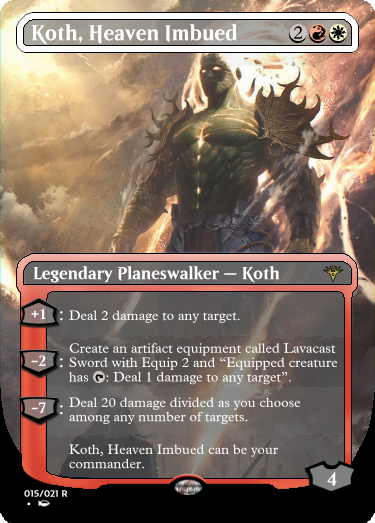 Koth, Heaven Imbued 2
Legendary Planeswalker — Koth
+1: Deal 2 damage to any target.
-2: Create an artifact equipment called Lavacast
Sword with Equip 2 and “Equipped creature
has : Deal 1 damage to any target”.
-7: Deal 20 damage divided as you choose
among any number of targets.
Koth, Heaven Imbued can be your
commander.
4
015/021 R